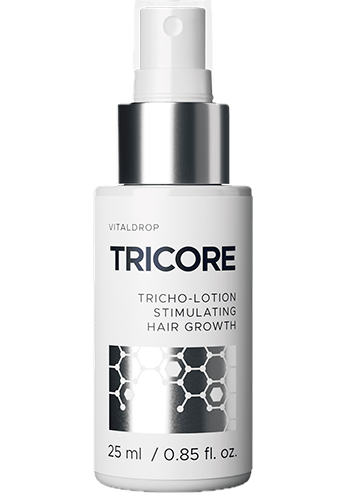 VITALDROP
TRICORE
TRICHO-LOTION
STIMULATING
HAIR GROWTH
25 ml / 0.85 fl. oz.